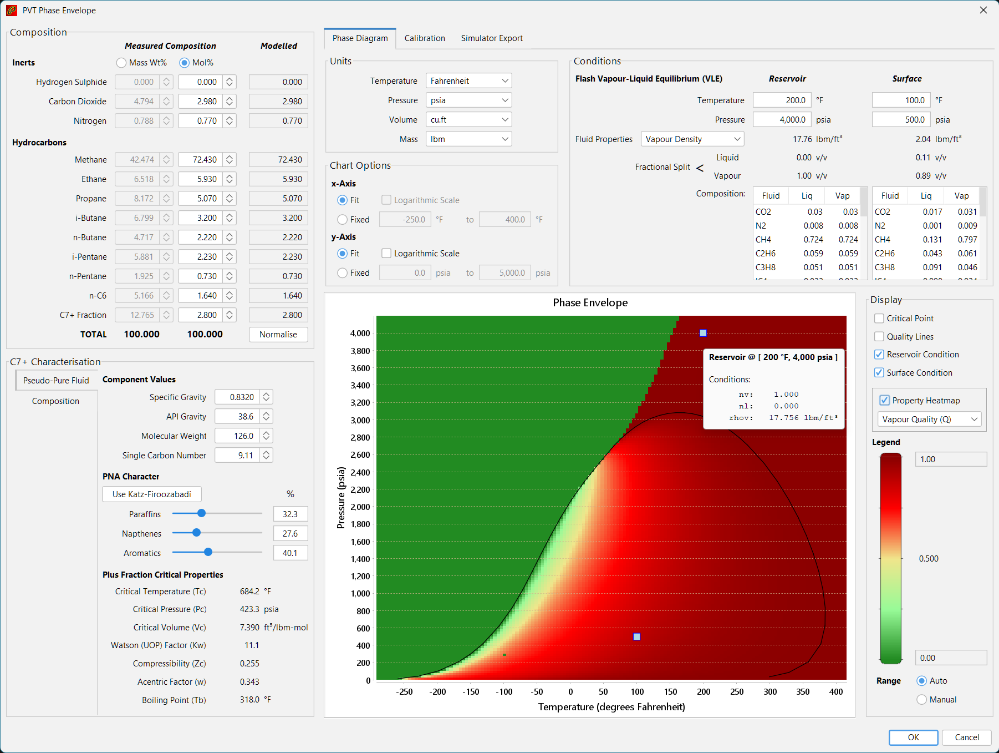 PVT Phase Envelope
Composition
Measured Composition Modelled
Inerts Mass Wt% Mol%
Hydrogen Sulphide 0.000 0.000 0.000
Carbon Dioxide 4.794 2.980 2.980
Nitrogen 0.788 0.770 0.770
Hydrocarbons
Methane 42.474 72.430 72.430
Ethane 6.518 5.930 5.930
Propane 8.172 5.070 5.070
i-Butane 6.799 3.200 3.200
n-Butane 4.717 2.220 2.220
i-Pentane 5.881 2.230 2.230
n-Pentane 1.925 0.730 0.730
n-C6 5.166 1.640 1.640
C7+ Fraction 12.765 2.800 2.800
TOTAL 100.000 100.000 Normalise
C7+ Characterisation
Pseudo-Pure Fluid
Composition
Component Values
Specific Gravity 0.8320
API Gravity 38.6
Molecular Weight 126.0
Single Carbon Number 9.11
PNA Character
Use Katz-Firoozabadi %
Paraffins 32.3
Napthenes 27.6
Aromatics 40.1
Plus Fraction Critical Properties
Critical Temperature (Tc) 684.2 °F
Critical Pressure (Pc) 423.3 psia
Critical Volume (Vc) 7.390 ft³/lbm-mol
Watson (UOP) Factor (Kw) 11.1
Compressibility (Zc) 0.255
Acentric Factor (w) 0.343
Boiling Point (Tb) 318.0 °F
Phase Diagram Calibration Simulator Export
Units
Temperature Fahrenheit
Pressure psia
Volume cu.ft
Mass lbm
Chart Options
x-Axis
Fit Logarithmic Scale
Fixed -250.0 °F to 400.0 °F
y-Axis
Fit Logarithmic Scale
Fixed 0.0 psia to 5,000.0 psia
Conditions
Flash Vapour-Liquid Equilibrium (VLE) Reservoir Surface
Temperature 200.0 °F 100.0 °F
Pressure 4,000.0 psia 500.0 psia
Fluid Properties Vapour Density 17.76 lbm/ft³ 2.04 lbm/ft³
Liquid 0.00 v/v 0.11 v/v
Fractional Split <
Vapour 1.00 v/v 0.89 v/v
Composition:
Fluid Liq Vap Fluid Liq Vap
CO2 0.03 0.03 CO2 0.017 0.031
N2 0.008 0.008 N2 0.001 0.009
CH4 0.724 0.724 CH4 0.131 0.797
C2H6 0.059 0.059 C2H6 0.043 0.061
C3H8 0.051 0.051 C3H8 0.091 0.046
Phase Envelope
4,000
3,800
3,600
3,400
3,200
3,000
2,800
2,600
2,400
2,200
2,000
1,800
1,600
1,400
1,200
1,000
800
600
400
200
0
Pressure (psia)
Reservoir @ [ 200 °F, 4,000 psia ]
Conditions:
nv: 1.000
nl: 0.000
rhov: 17.756 lbm/ft³
-250 -200 -150 -100 -50 0 50 100 150 200 250 300 350 400
Temperature (degrees Fahrenheit)
Display
Critical Point
Quality Lines
Reservoir Condition
Surface Condition
Property Heatmap
Vapour Quality (Q)
Legend
1.00
0.500
0.00
Range Auto
Manual
OK Cancel